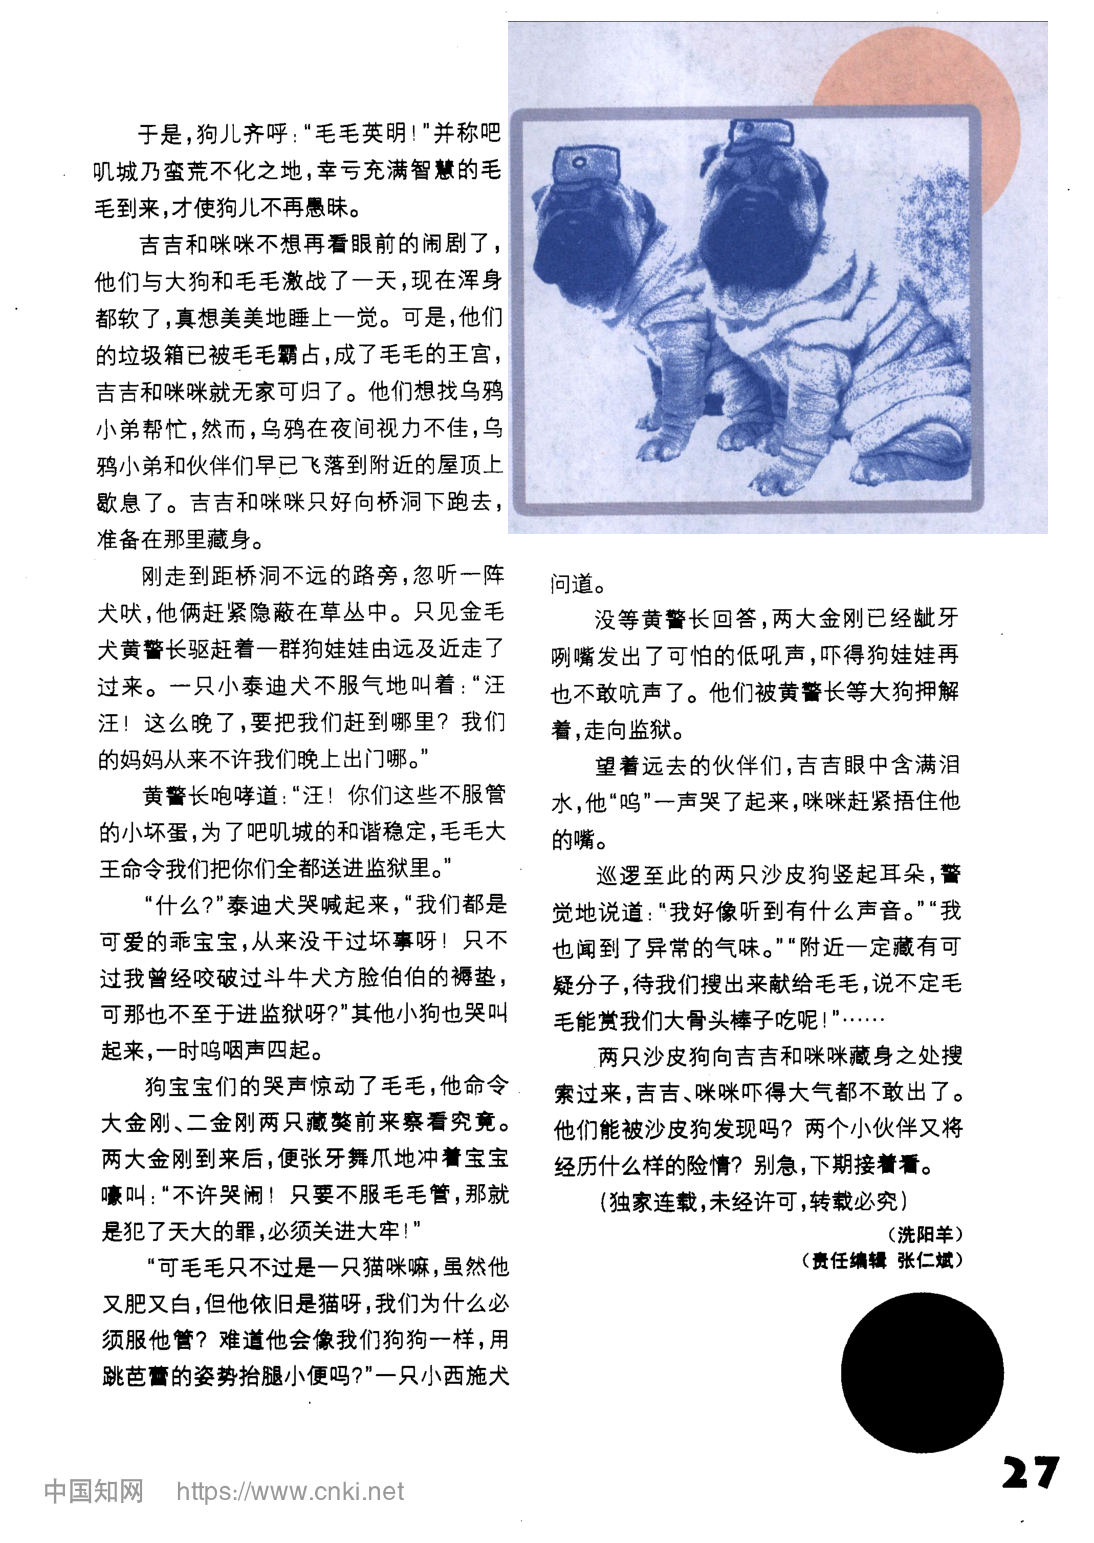 于是,狗儿齐呼:“毛毛英明!”并称吧
叽城乃蛮荒不化之地,幸亏充满智慧的毛
毛到来,才使狗儿不再愚昧。
吉吉和咪咪不想再看眼前的闹剧了,
他们与大狗和毛毛激战了一天,现在浑身
都软了,真想美美地睡上一觉。可是,他们
的垃圾箱已被毛毛霸占,成了毛毛的王宫,
吉吉和咪咪就无家可归了。他们想找乌鸦
小弟帮忙,然而,乌鸦在夜间视力不佳,乌
鸦小弟和伙伴们早已飞落到附近的屋顶上
歇息了。吉吉和咪咪只好向桥洞下跑去,
准备在那里藏身。
刚走到距桥洞不远的路旁,忽听一阵
犬吠,他俩赶紧隐蔽在草丛中。只见金毛
犬黄警长驱赶着一群狗娃娃由远及近走了
过来。一只小泰迪犬不服气地叫着:“汪
汪!这么晚了,要把我们赶到哪里?我们
的妈妈从来不许我们晚上出门哪。”
黄警长咆哮道:“汪!你们这些不服管
的小坏蛋,为了吧叽城的和谐稳定,毛毛大
王命令我们把你们全都送进监狱里。”
“什么?”泰迪犬哭喊起来,“我们都是
可爱的乖宝宝,从来没干过坏事呀!只不
过我曾经咬破过斗牛犬方脸伯伯的褥垫,
可那也不至于进监狱呀?”其他小狗也哭叫
起来,一时呜咽声四起。
狗宝宝们的哭声惊动了毛毛,他命令
大金刚、二金刚两只藏獒前来察看究竟。
两大金刚到来后,便张牙舞爪地冲着宝宝
嚎叫:“不许哭闹!只要不服毛毛管,那就
是犯了天大的罪,必须关进大牢!”
“可毛毛只不过是一只猫咪嘛,虽然他
又肥又白,但他依旧是猫呀,我们为什么必
须服他管?难道他会像我们狗狗一样,用
跳芭蕾的姿势抬腿小便吗?”一只小西施犬
问道。
没等黄警长回答,两大金刚已经龇牙
咧嘴发出了可怕的低吼声,吓得狗娃娃再
也不敢吭声了。他们被黄警长等大狗押解
着,走向监狱。
望着远去的伙伴们,吉吉眼中含满泪
水,他“呜”一声哭了起来,咪咪赶紧捂住他
的嘴。
巡逻至此的两只沙皮狗竖起耳朵,警
觉地说道:“我好像听到有什么声音。”“我
也闻到了异常的气味。”“附近一定藏有可
疑分子,待我们搜出来献给毛毛,说不定毛
毛能赏我们大骨头棒子吃呢!”……
两只沙皮狗向吉吉和咪咪藏身之处搜
索过来,吉吉、咪咪吓得大气都不敢出了。
他们能被沙皮狗发现吗?两个小伙伴又将
经历什么样的险情?别急,下期接着看。
(独家连载,未经许可,转载必究)
(洗阳羊)
(责任编辑 张仁斌)
27
中国知网 https://www.cnki.net